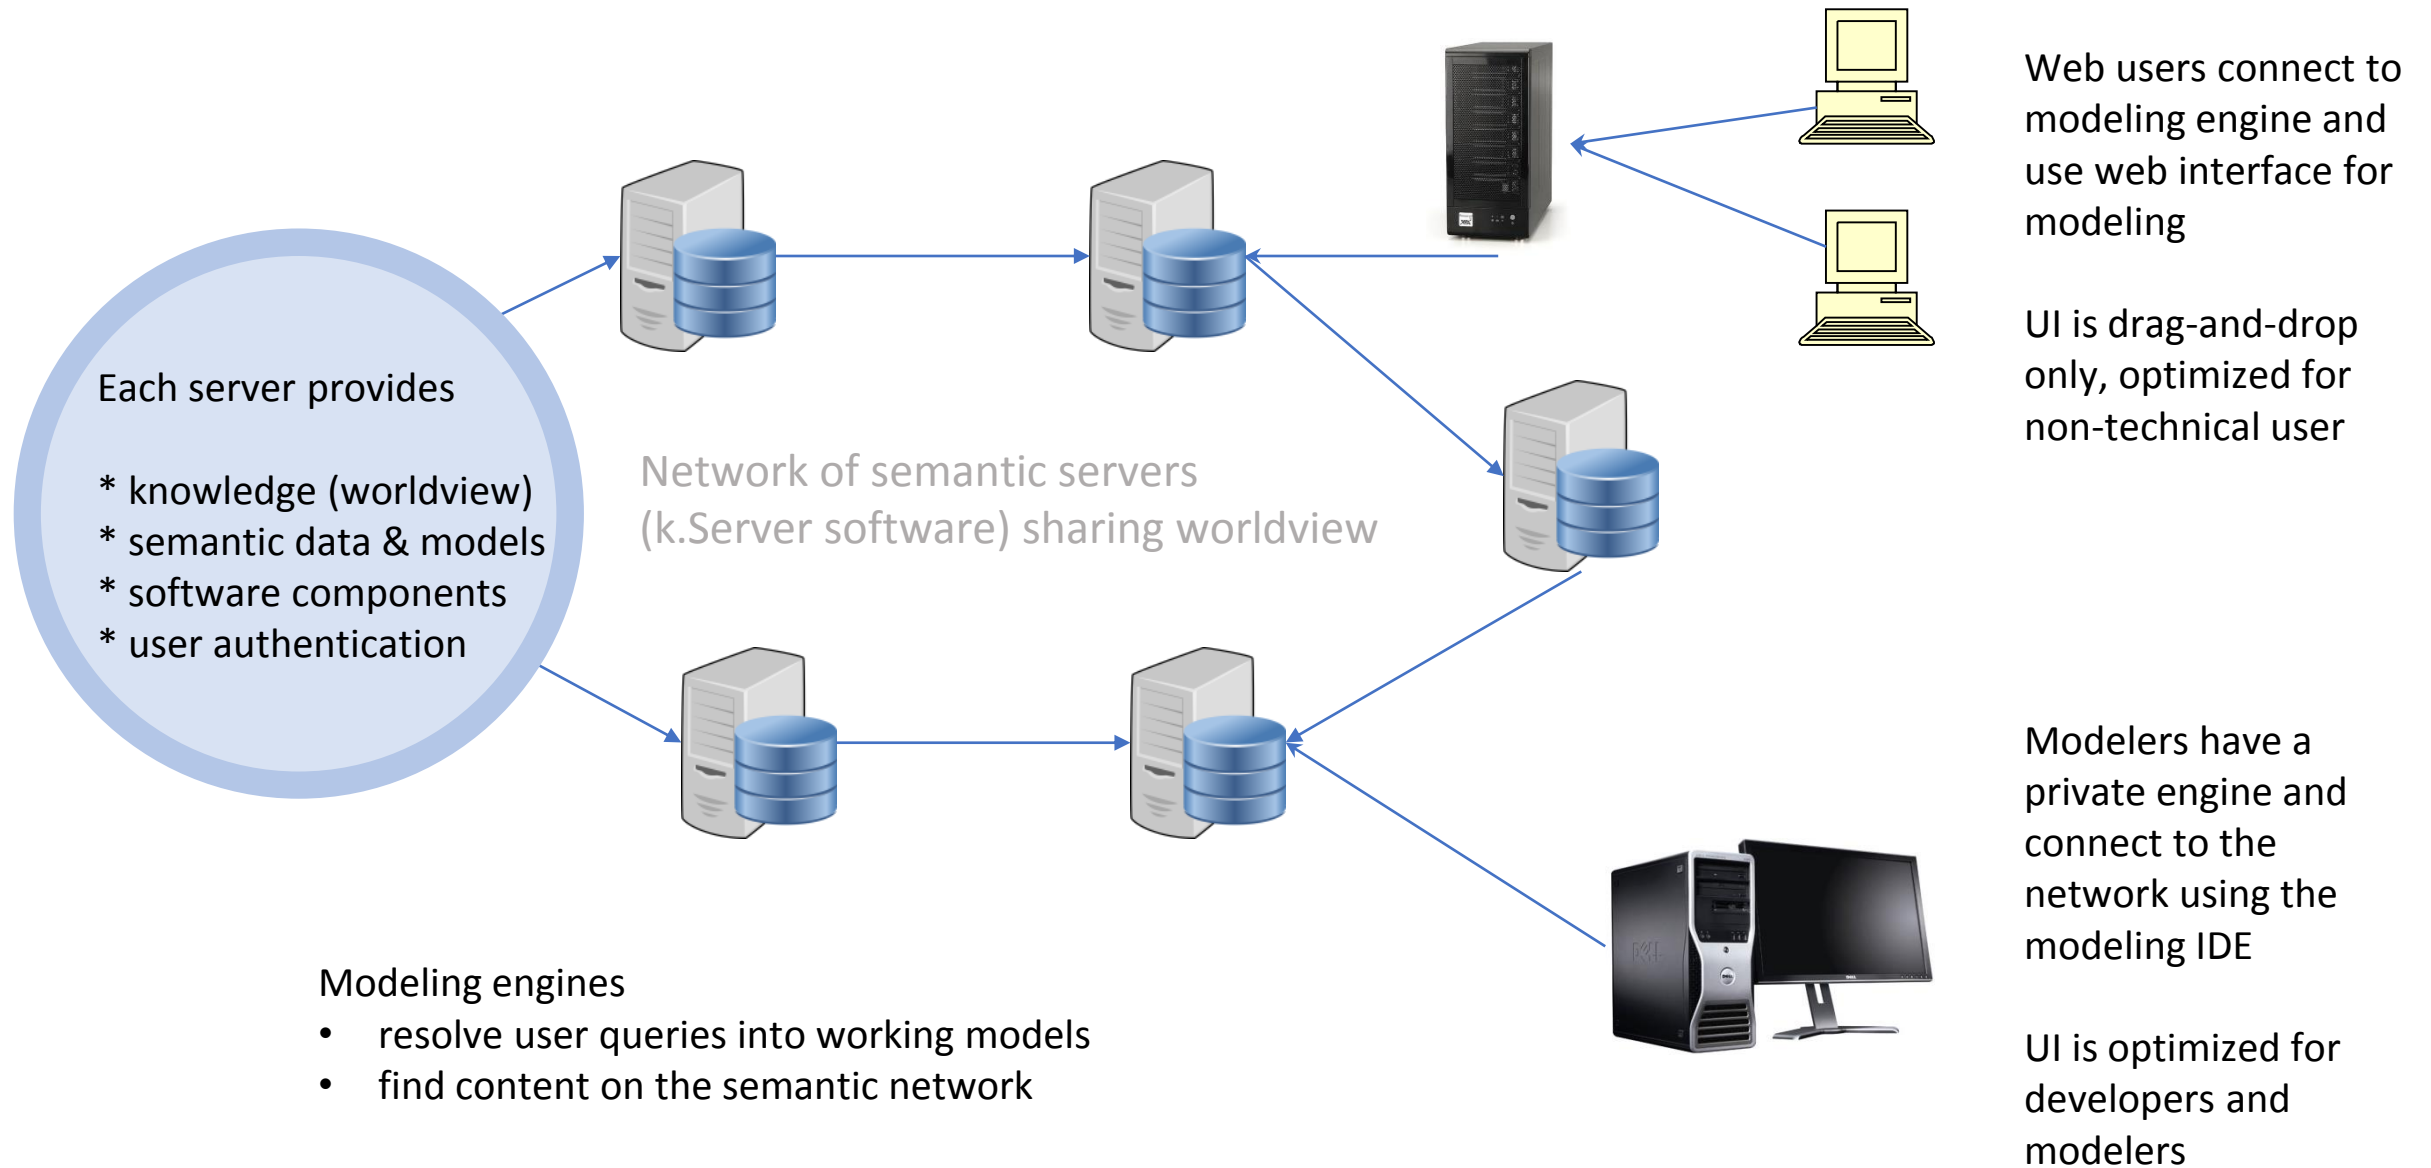 Web users connect to
modeling engine and
use web interface for
modeling
UI is drag-and-drop
only, optimized for
non-technical user
Each server provides
* knowledge (worldview)
* semantic data & models
* software components
* user authentication
Network of semantic servers
(k.Server software) sharing worldview
Modelers have a
private engine and
connect to the
network using the
modeling IDE
UI is optimized for
developers and
modelers
Modeling engines
• resolve user queries into working models
• find content on the semantic network
DELL